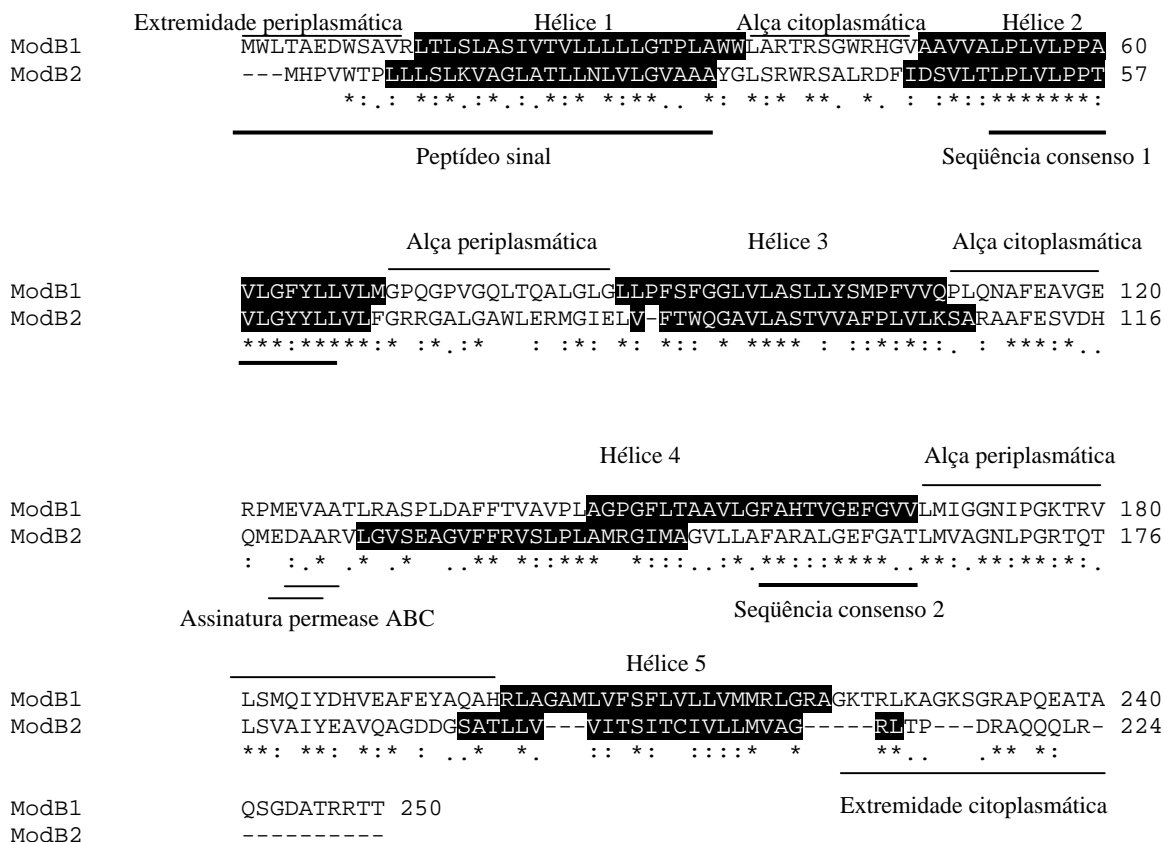 Extremidade periplasmática Hélice 1 Alça citoplasmática Hélice 2
ModB1 MWLTAEDWSAVRLTLSLASIVTVLLLLLGTPLAWWLARTRSGWRHGVAAVVALPLVLPPA 60
ModB2 ---MHPVWTPLLLSLKVAGLATLLNLVLGVAAAYGLSRWRSALRDFIDSVLTLPLVLPPT 57
*:.: :*:.*.:.:*.* *:**.. *: *:* **. *. : :*::*******:
Peptídeo sinal Seqüência consenso 1
Alça periplasmática Hélice 3 Alça citoplasmática
ModB1 VLGFYLLVLMGPQGPVGQLTQALGLGLLPFSFGGLVLASLLYSMPFVVQPLQNAFEAVGE 120
ModB2 VLGYYLLVLFGRRGALGAWLERMGIELV-FTWQGAVLASTVVAFPLVLKSARAAFESVDH 116
***:*****:* :*.:* : :*: *: *:: * **** : ::*:*::. : ***:*..
Hélice 4 Alça periplasmática
ModB1 RPMEVAATLRASPLDAFFTVAVPLAGPGFLTAAVLGFAHTVGEFGVVLMIGGNIPGKTRV 180
ModB2 QMEDAARVLGVSEAGVFFRVSLPLAMRGIMAGVLLAFARALGEFGATLMVAGNLPGRTQT 176
: :.* .* .* ..** *::*** *:::..:*.**:::****..**:.**:**:*:.
Assinatura permease ABC Seqüência consenso 2
Hélice 5
ModB1 LSMQIYDHVEAFEYAQAHRLAGAMLVFSFLVLLVMMRLGRAGKTRLKAGKSGRAPQEATA 240
ModB2 LSVAIYEAVQAGDDGSATLLV---VITSITCIVLLMVAG-----RLTP---DRAQQQLR- 224
**: **: *:* : ..* *. :: *: ::::* * **.. .** *:
Extremidade citoplasmática
ModB1 QSGDATRRTT 250
ModB2 ----------